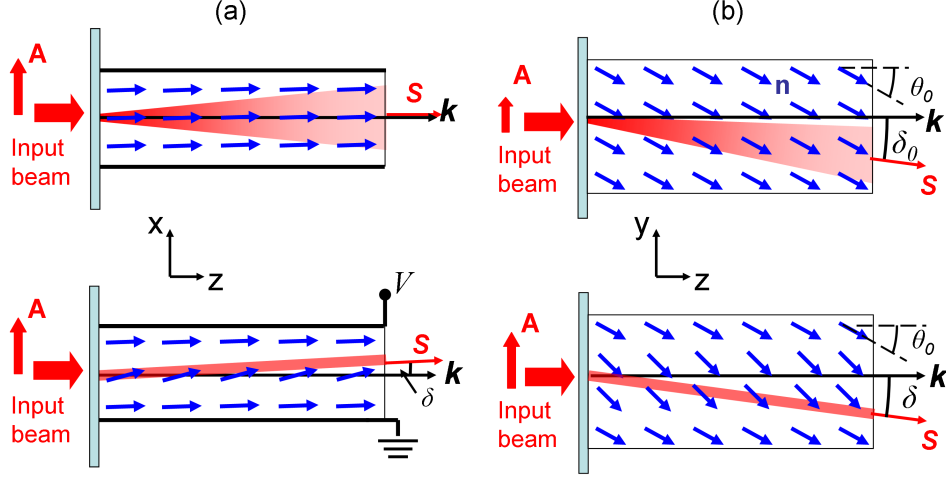 (a)
(b)
A
Input
beam
S
k
A
Input
beam
n
θ₀
k
δ₀
S
x
z
y
z
A
Input
beam
V
S
k
δ
A
Input
beam
θ₀
k
δ
S